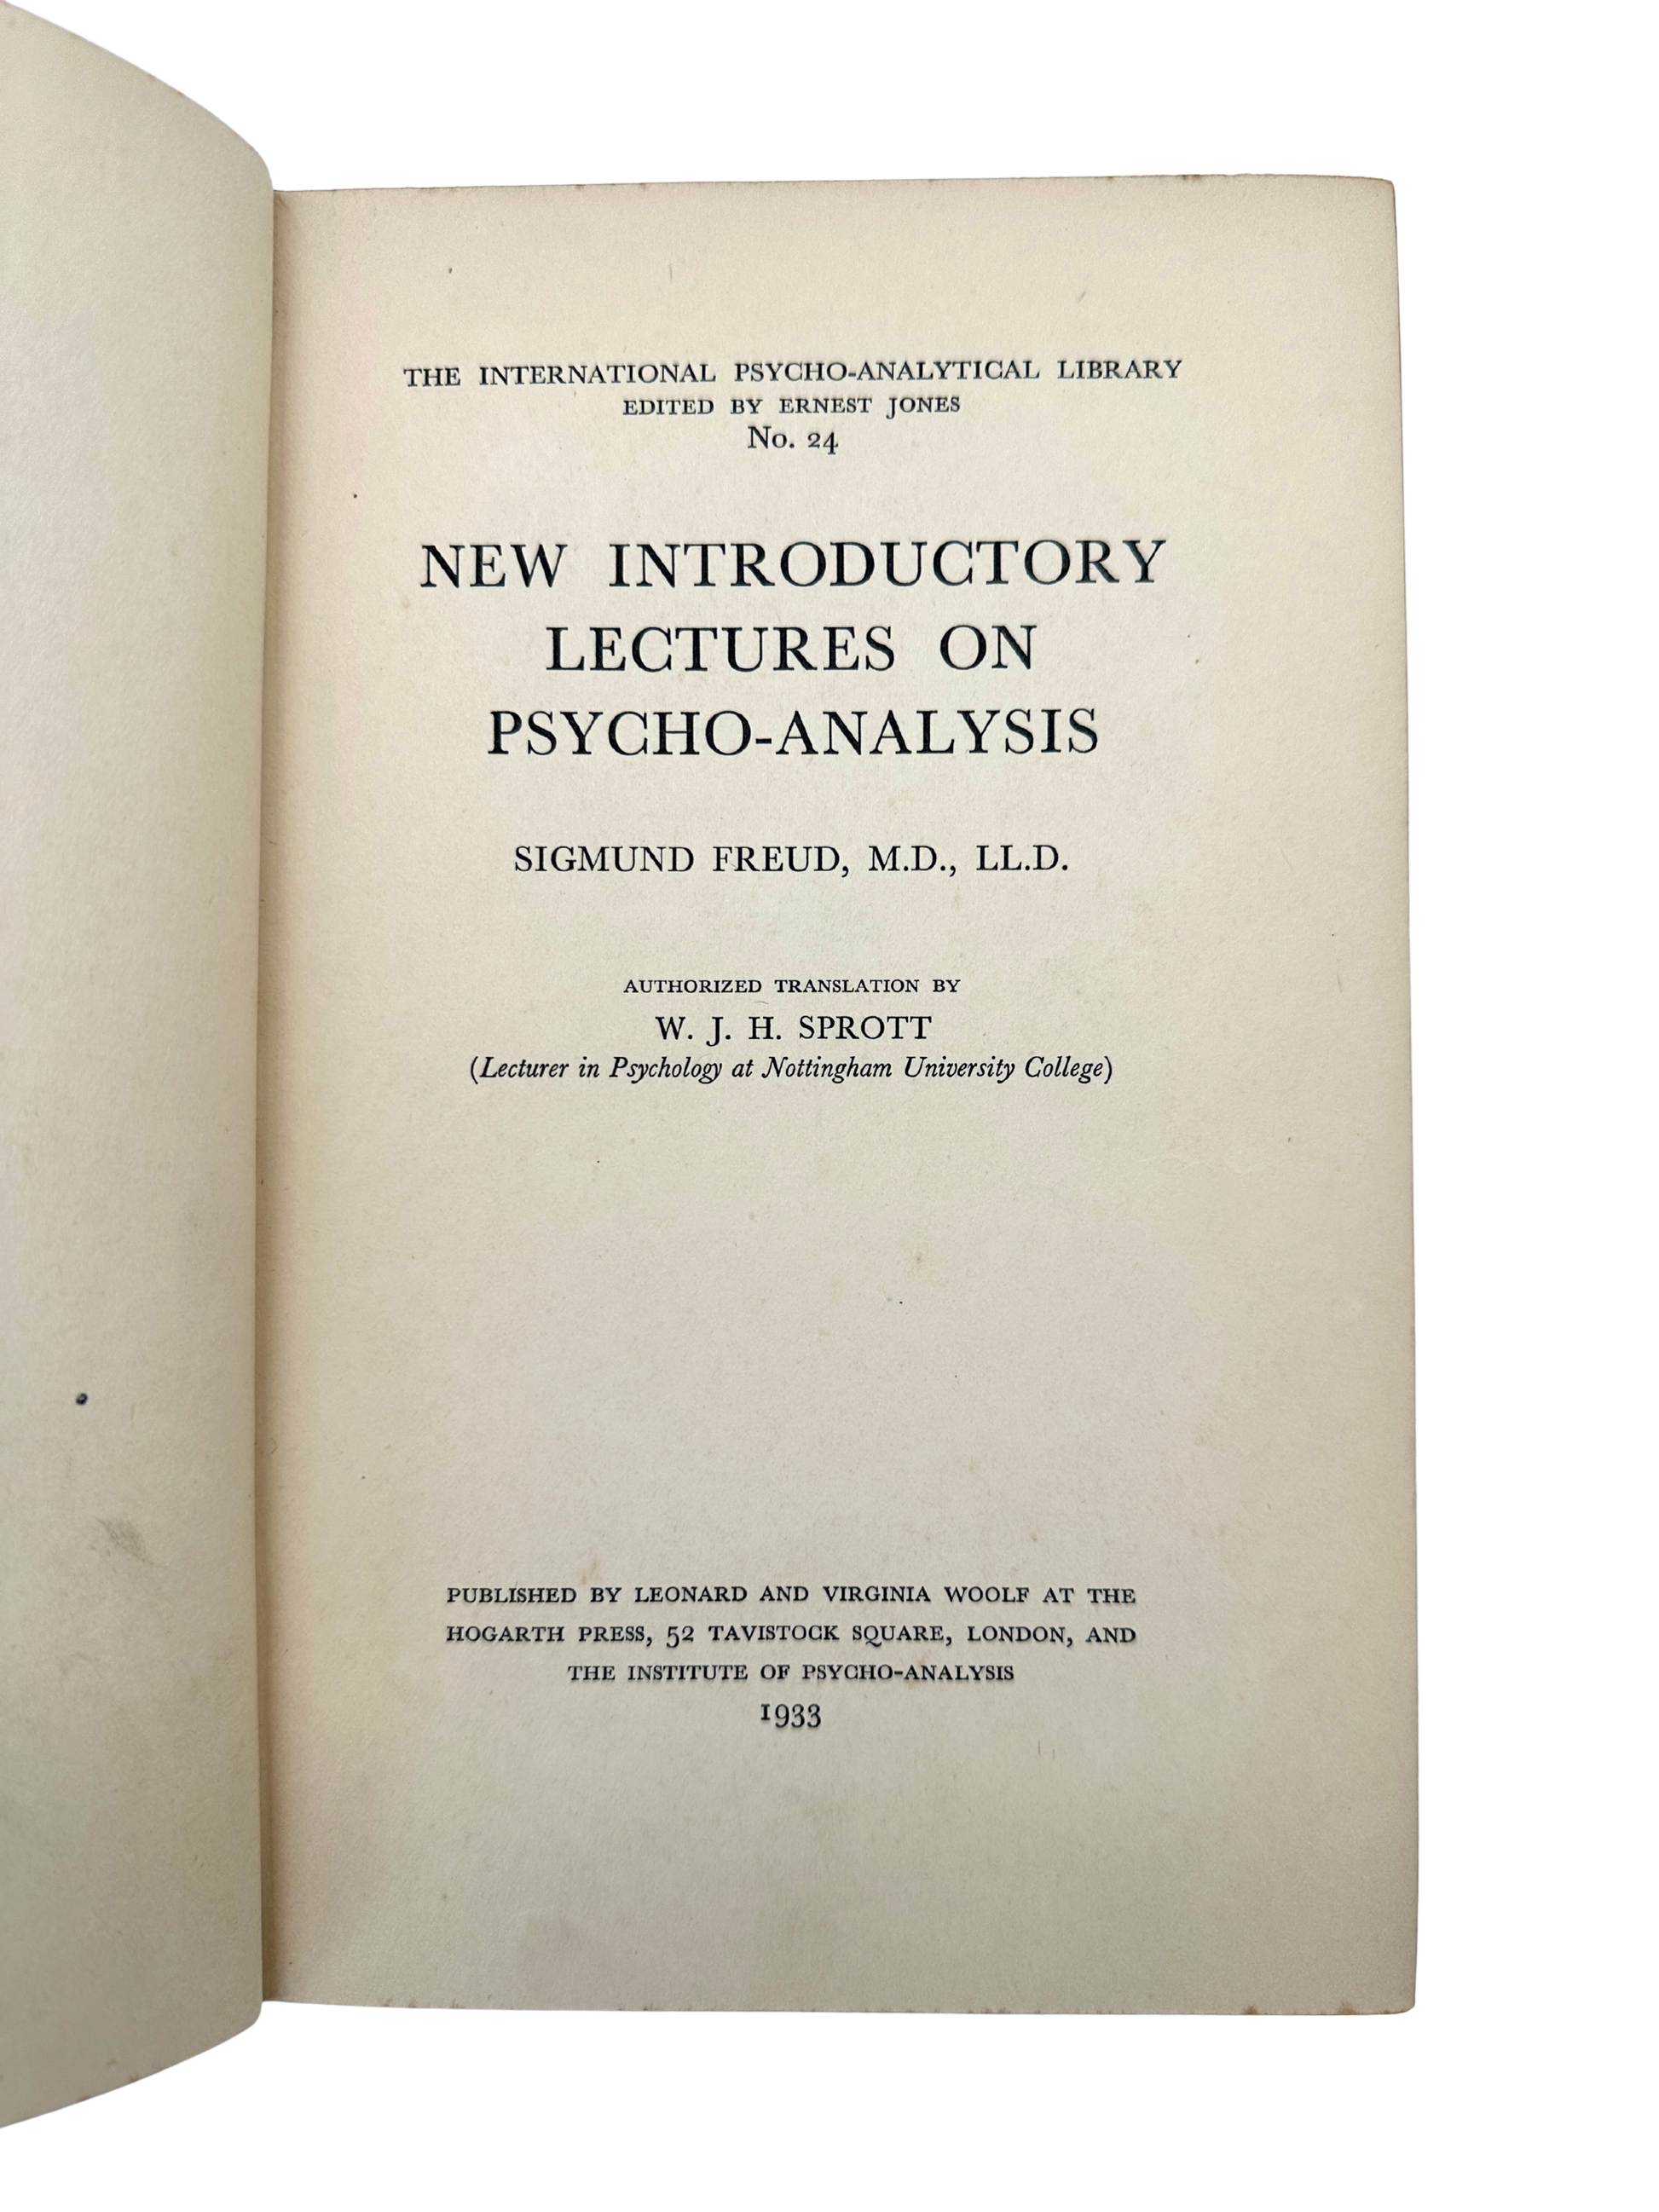 THE INTERNATIONAL PSYCHO-ANALYTICAL LIBRARY
EDITED BY ERNEST JONES
No. 24
NEW INTRODUCTORY
LECTURES ON
PSYCHO-ANALYSIS
SIGMUND FREUD, M.D., LL.D.
AUTHORIZED TRANSLATION BY
W. J. H. SPROTT
(Lecturer in Psychology at Nottingham University College)
PUBLISHED BY LEONARD AND VIRGINIA WOOLF AT THE
HOGARTH PRESS, 52 TAVISTOCK SQUARE, LONDON, AND
THE INSTITUTE OF PSYCHO-ANALYSIS
1933